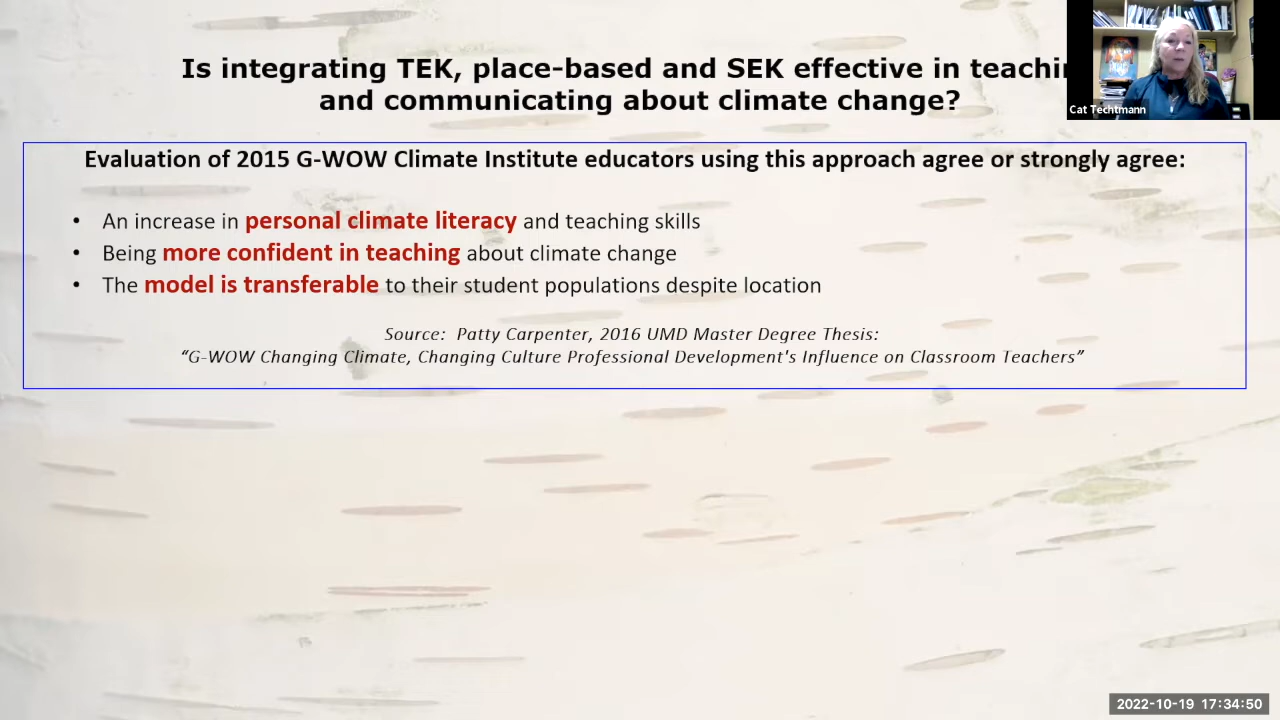 Is integrating TEK, place-based and SEK effective in teachin
and communicating about climate change?
Cat Techtmann
Evaluation of 2015 G-WOW Climate Institute educators using this approach agree or strongly agree:
• An increase in personal climate literacy and teaching skills
• Being more confident in teaching about climate change
• The model is transferable to their student populations despite location
Source: Patty Carpenter, 2016 UMD Master Degree Thesis:
“G-WOW Changing Climate, Changing Culture Professional Development's Influence on Classroom Teachers”
2022-10-19 17:34:50